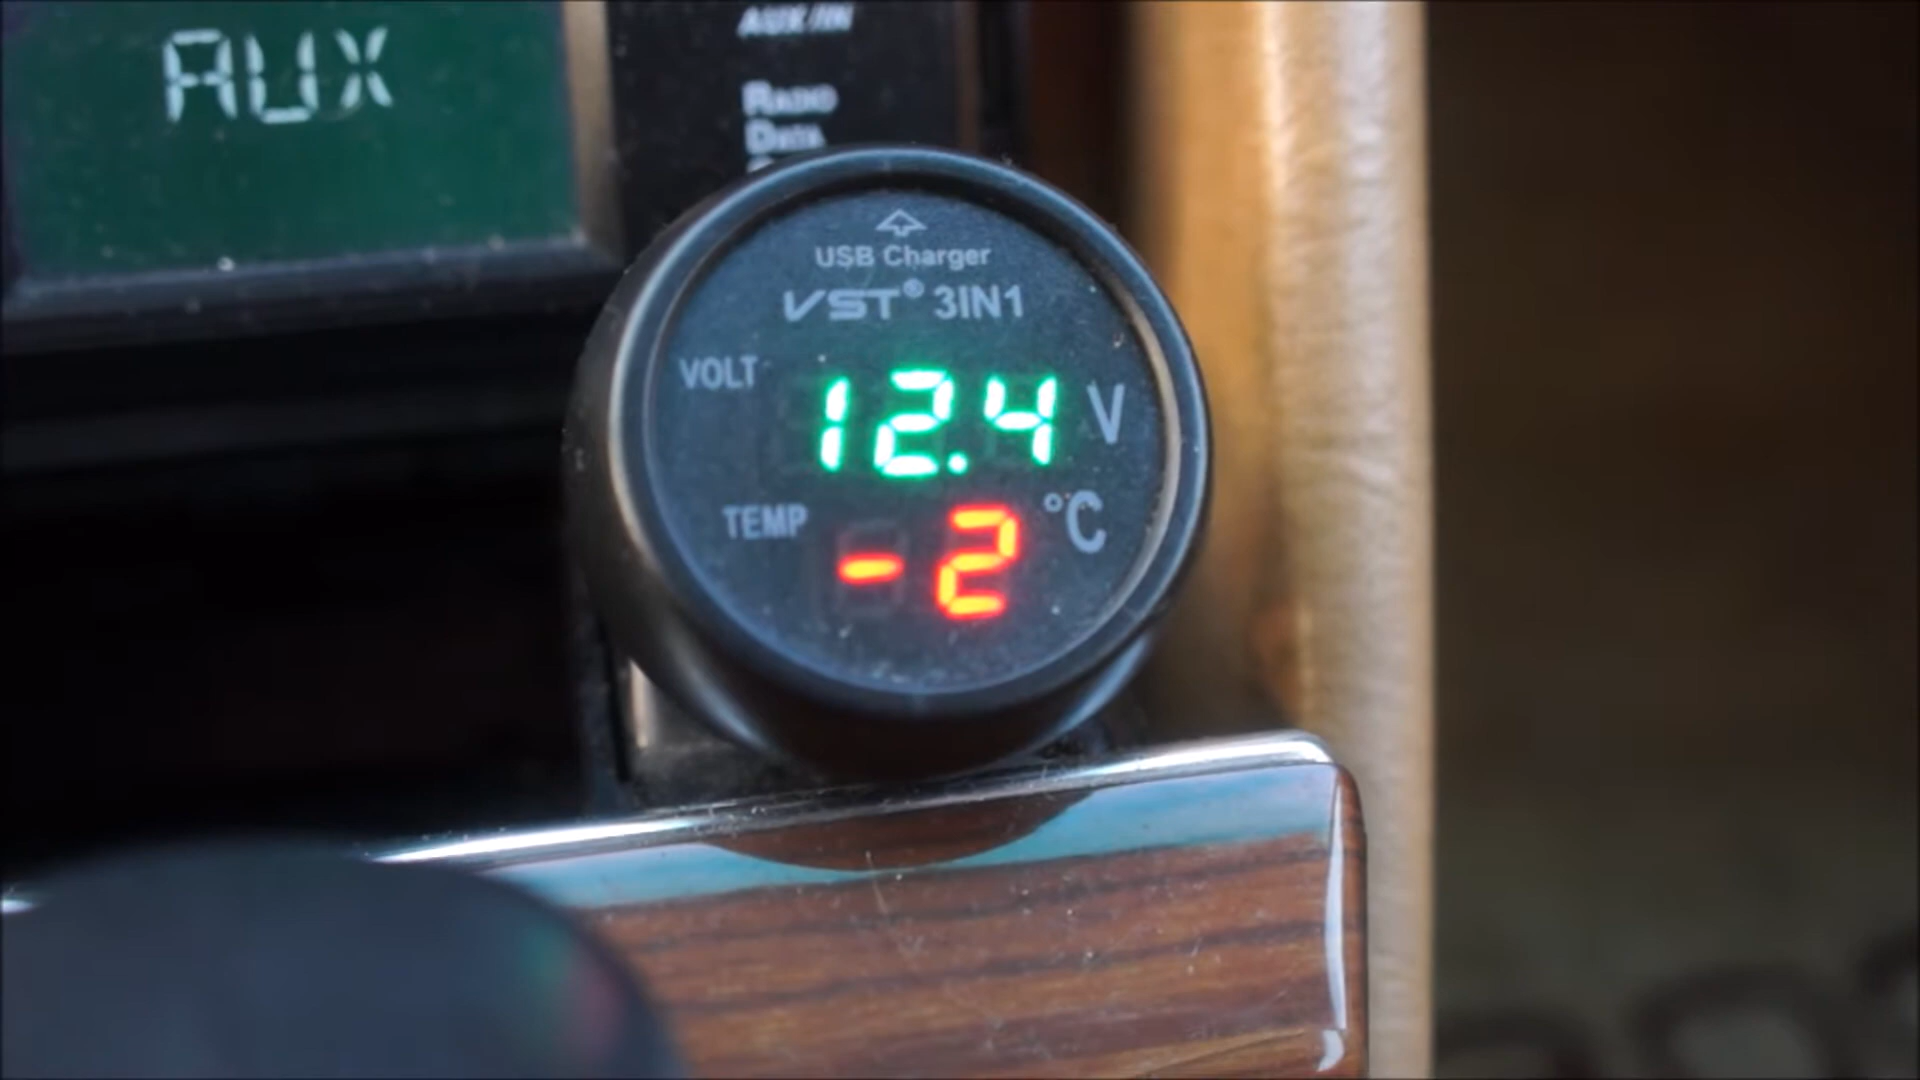 AUX
AUX/IN
RADIO
DATA
USB Charger
VST® 3IN1
VOLT 12.4 V
TEMP -2 °C